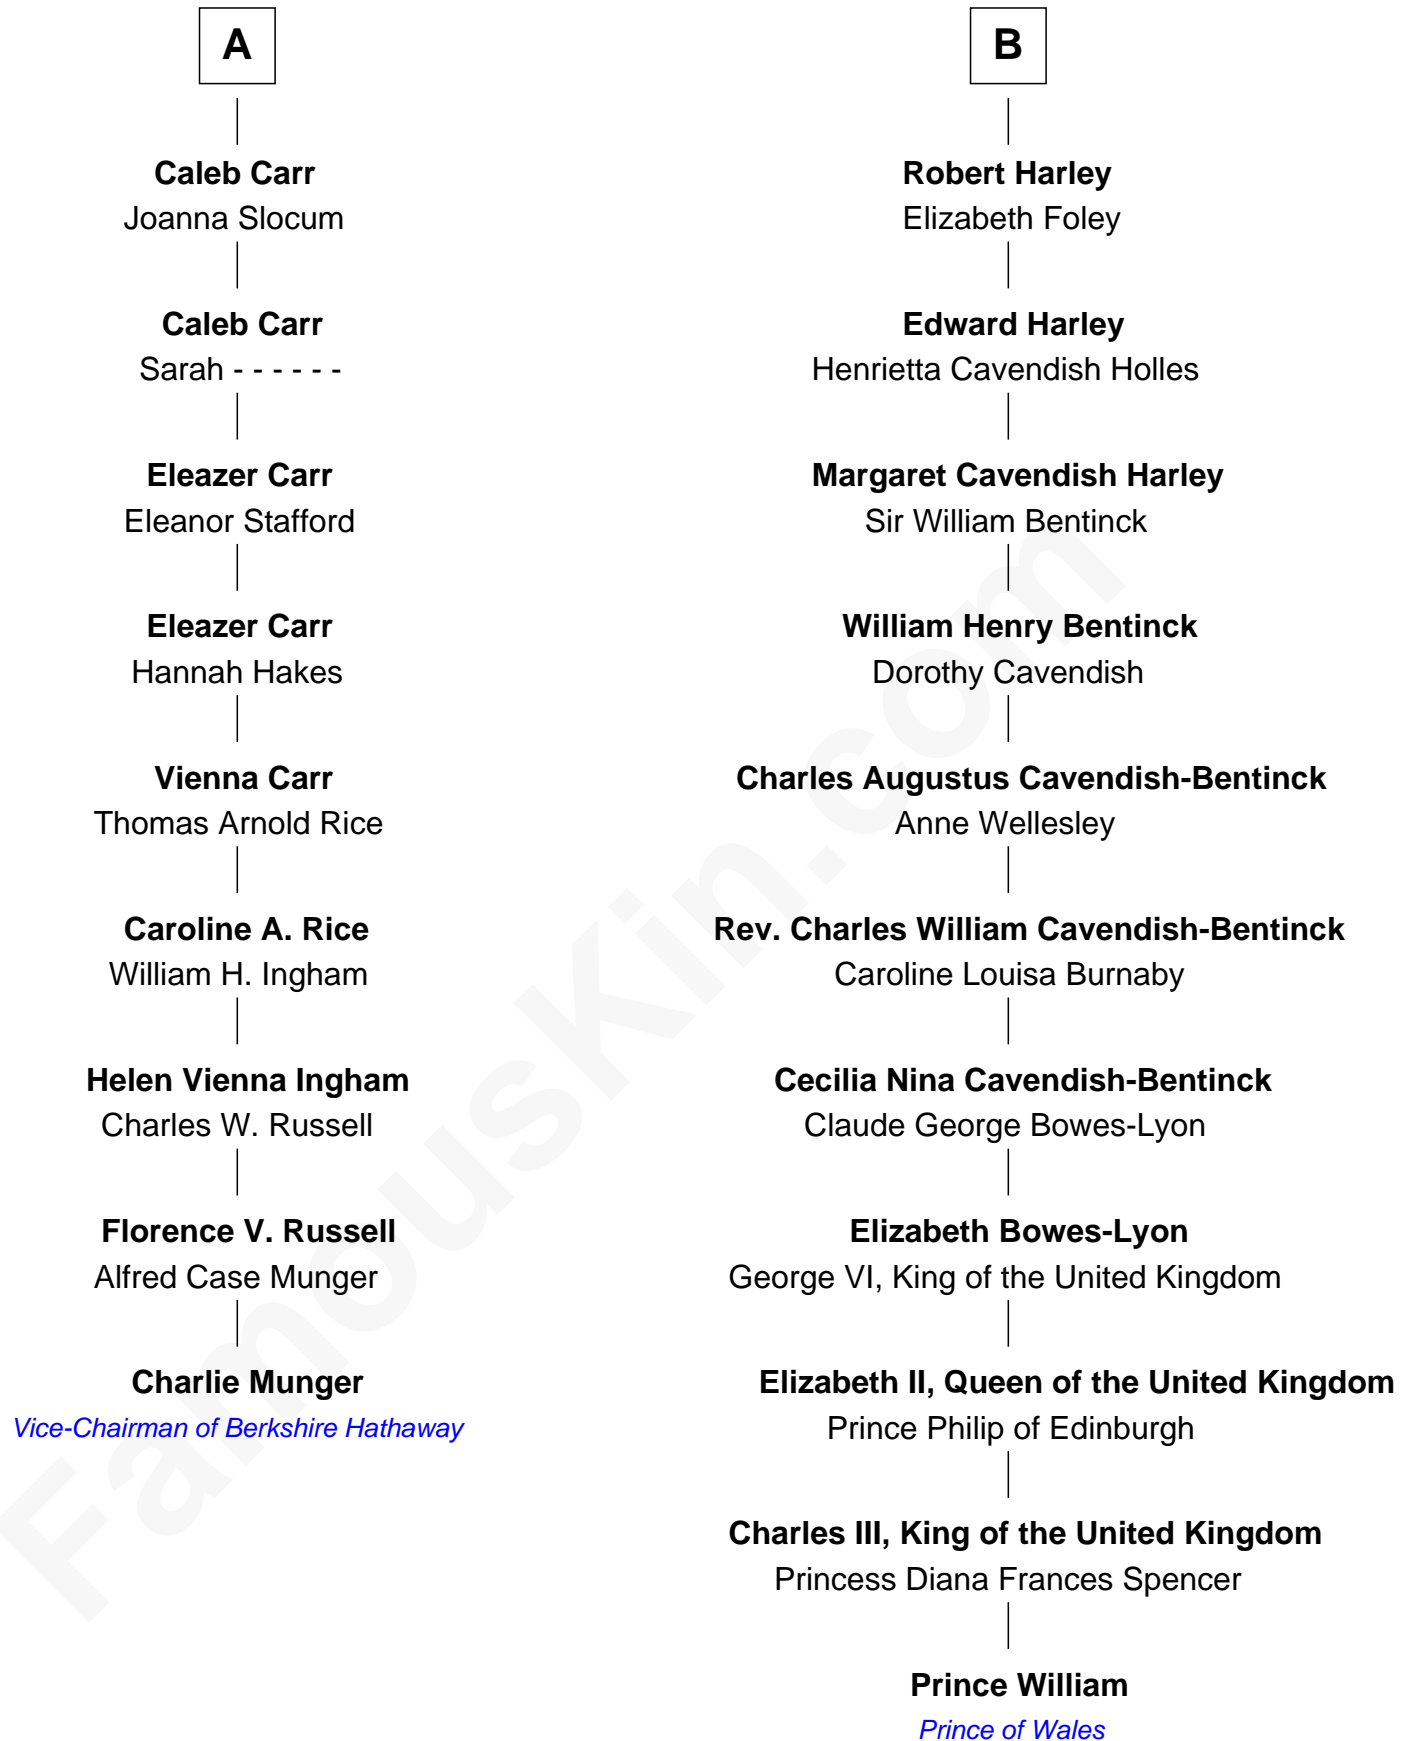 A
Caleb Carr
Joanna Slocum
Caleb Carr
Sarah - - - - - -
Eleazer Carr
Eleanor Stafford
Eleazer Carr
Hannah Hakes
Vienna Carr
Thomas Arnold Rice
Caroline A. Rice
William H. Ingham
Helen Vienna Ingham
Charles W. Russell
Florence V. Russell
Alfred Case Munger
Charlie Munger
Vice-Chairman of Berkshire Hathaway
B
Robert Harley
Elizabeth Foley
Edward Harley
Henrietta Cavendish Holles
Margaret Cavendish Harley
Sir William Bentinck
William Henry Bentinck
Dorothy Cavendish
Charles Augustus Cavendish-Bentinck
Anne Wellesley
Rev. Charles William Cavendish-Bentinck
Caroline Louisa Burnaby
Cecilia Nina Cavendish-Bentinck
Claude George Bowes-Lyon
Elizabeth Bowes-Lyon
George VI, King of the United Kingdom
Elizabeth II, Queen of the United Kingdom
Prince Philip of Edinburgh
Charles III, King of the United Kingdom
Princess Diana Frances Spencer
Prince William
Prince of Wales
FamousKin.com